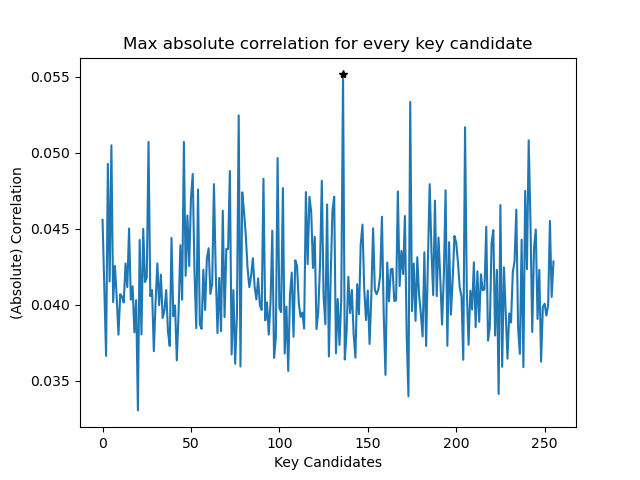 Max absolute correlation for every key candidate
0.055
0.050
0.045
0.040
0.035
(Absolute) Correlation
0 50 100 150 200 250
Key Candidates